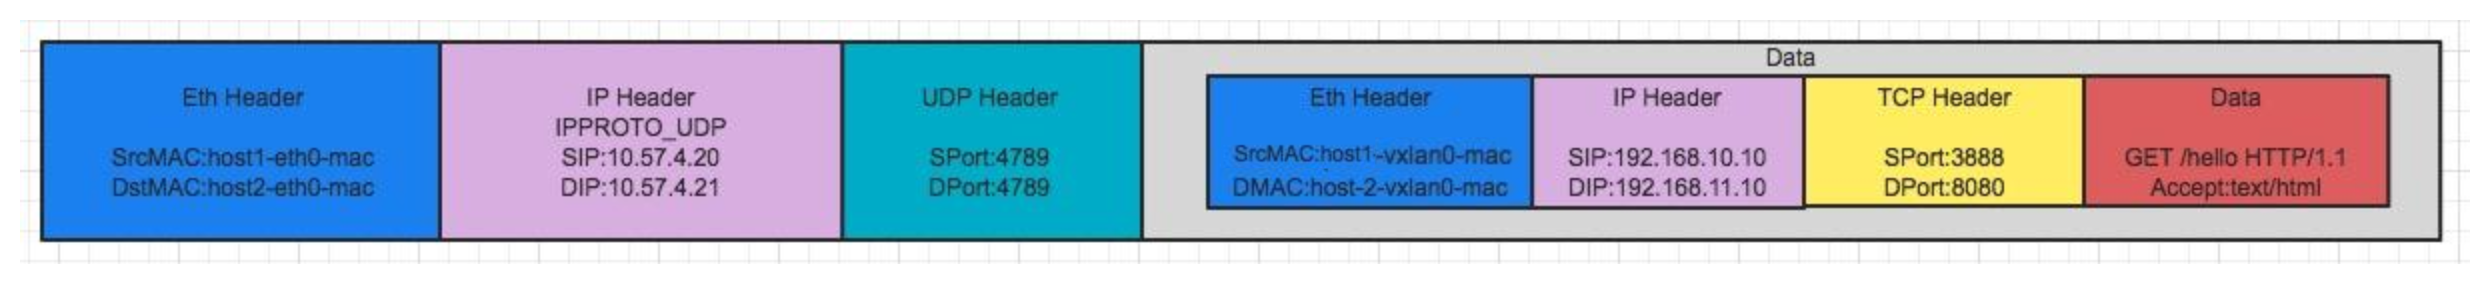 Eth Header
SrcMAC:host1-eth0-mac
DstMAC:host2-eth0-mac
IP Header
IPPROTO_UDP
SIP:10.57.4.20
DIP:10.57.4.21
UDP Header
SPort:4789
DPort:4789
Data
Eth Header
SrcMAC:host1-vxlan0-mac
DMAC:host-2-vxlan0-mac
IP Header
SIP:192.168.10.10
DIP:192.168.11.10
TCP Header
SPort:3888
DPort:8080
Data
GET /hello HTTP/1.1
Accept:text/html